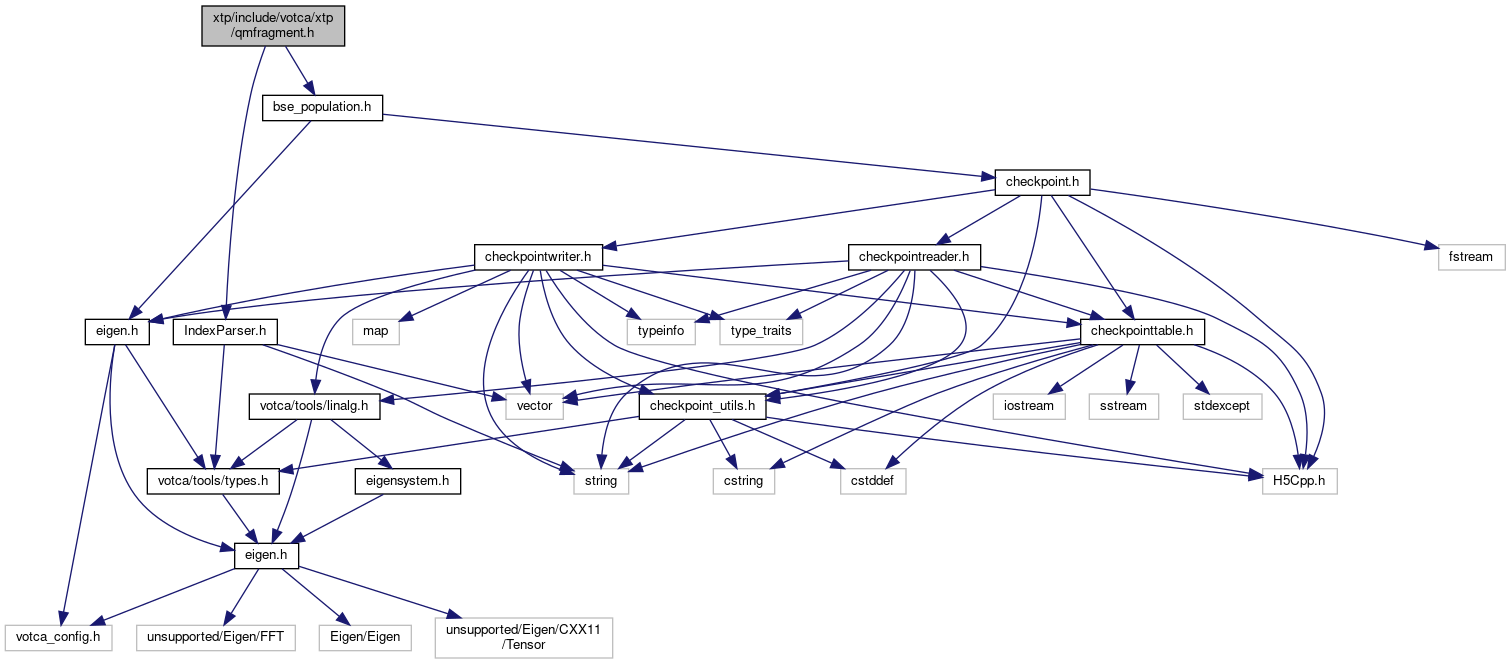 xtp/include/votca/xtp
/qmfragment.h
bse_population.h
checkpoint.h
checkpointwriter.h
checkpointreader.h
fstream
eigen.h
IndexParser.h
map
typeinfo
type_traits
checkpointtable.h
votca/tools/linalg.h
vector
checkpoint_utils.h
iostream
sstream
stdexcept
votca/tools/types.h
eigensystem.h
string
cstring
cstddef
H5Cpp.h
eigen.h
votca_config.h
unsupported/Eigen/FFT
Eigen/Eigen
unsupported/Eigen/CXX11
/Tensor